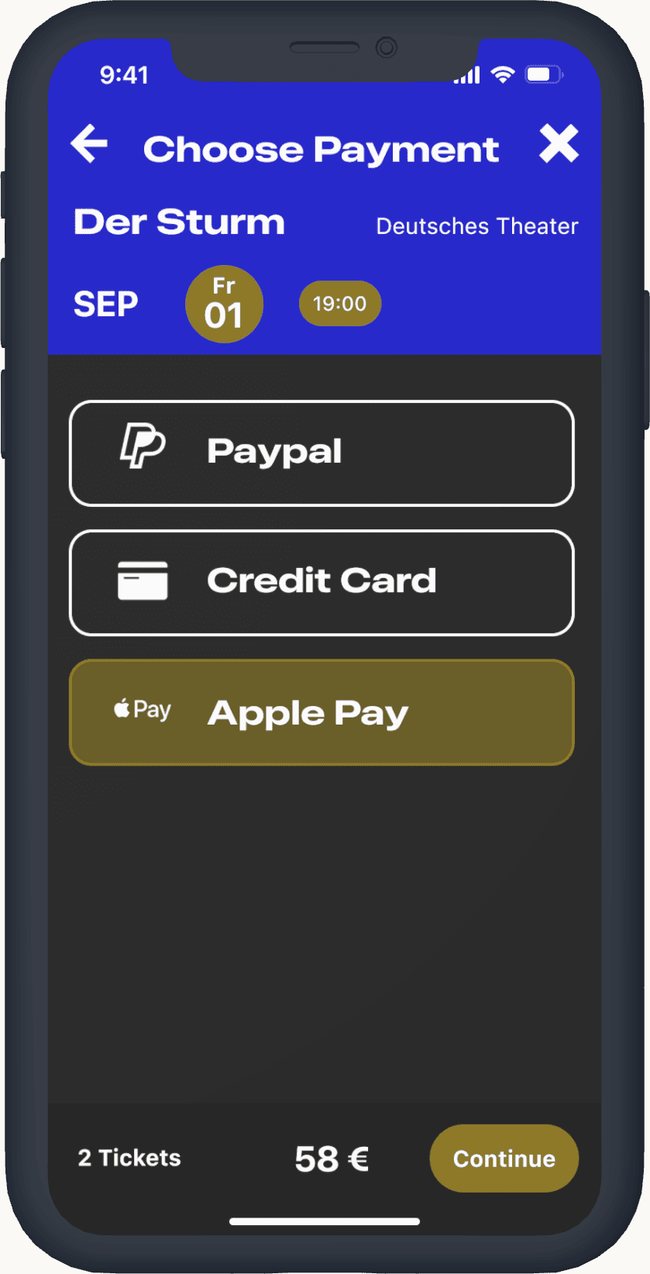 9:41
Choose Payment
Der Sturm Deutsches Theater
SEP Fr 01 19:00
Paypal
Credit Card
Pay Apple Pay
2 Tickets 58 € Continue